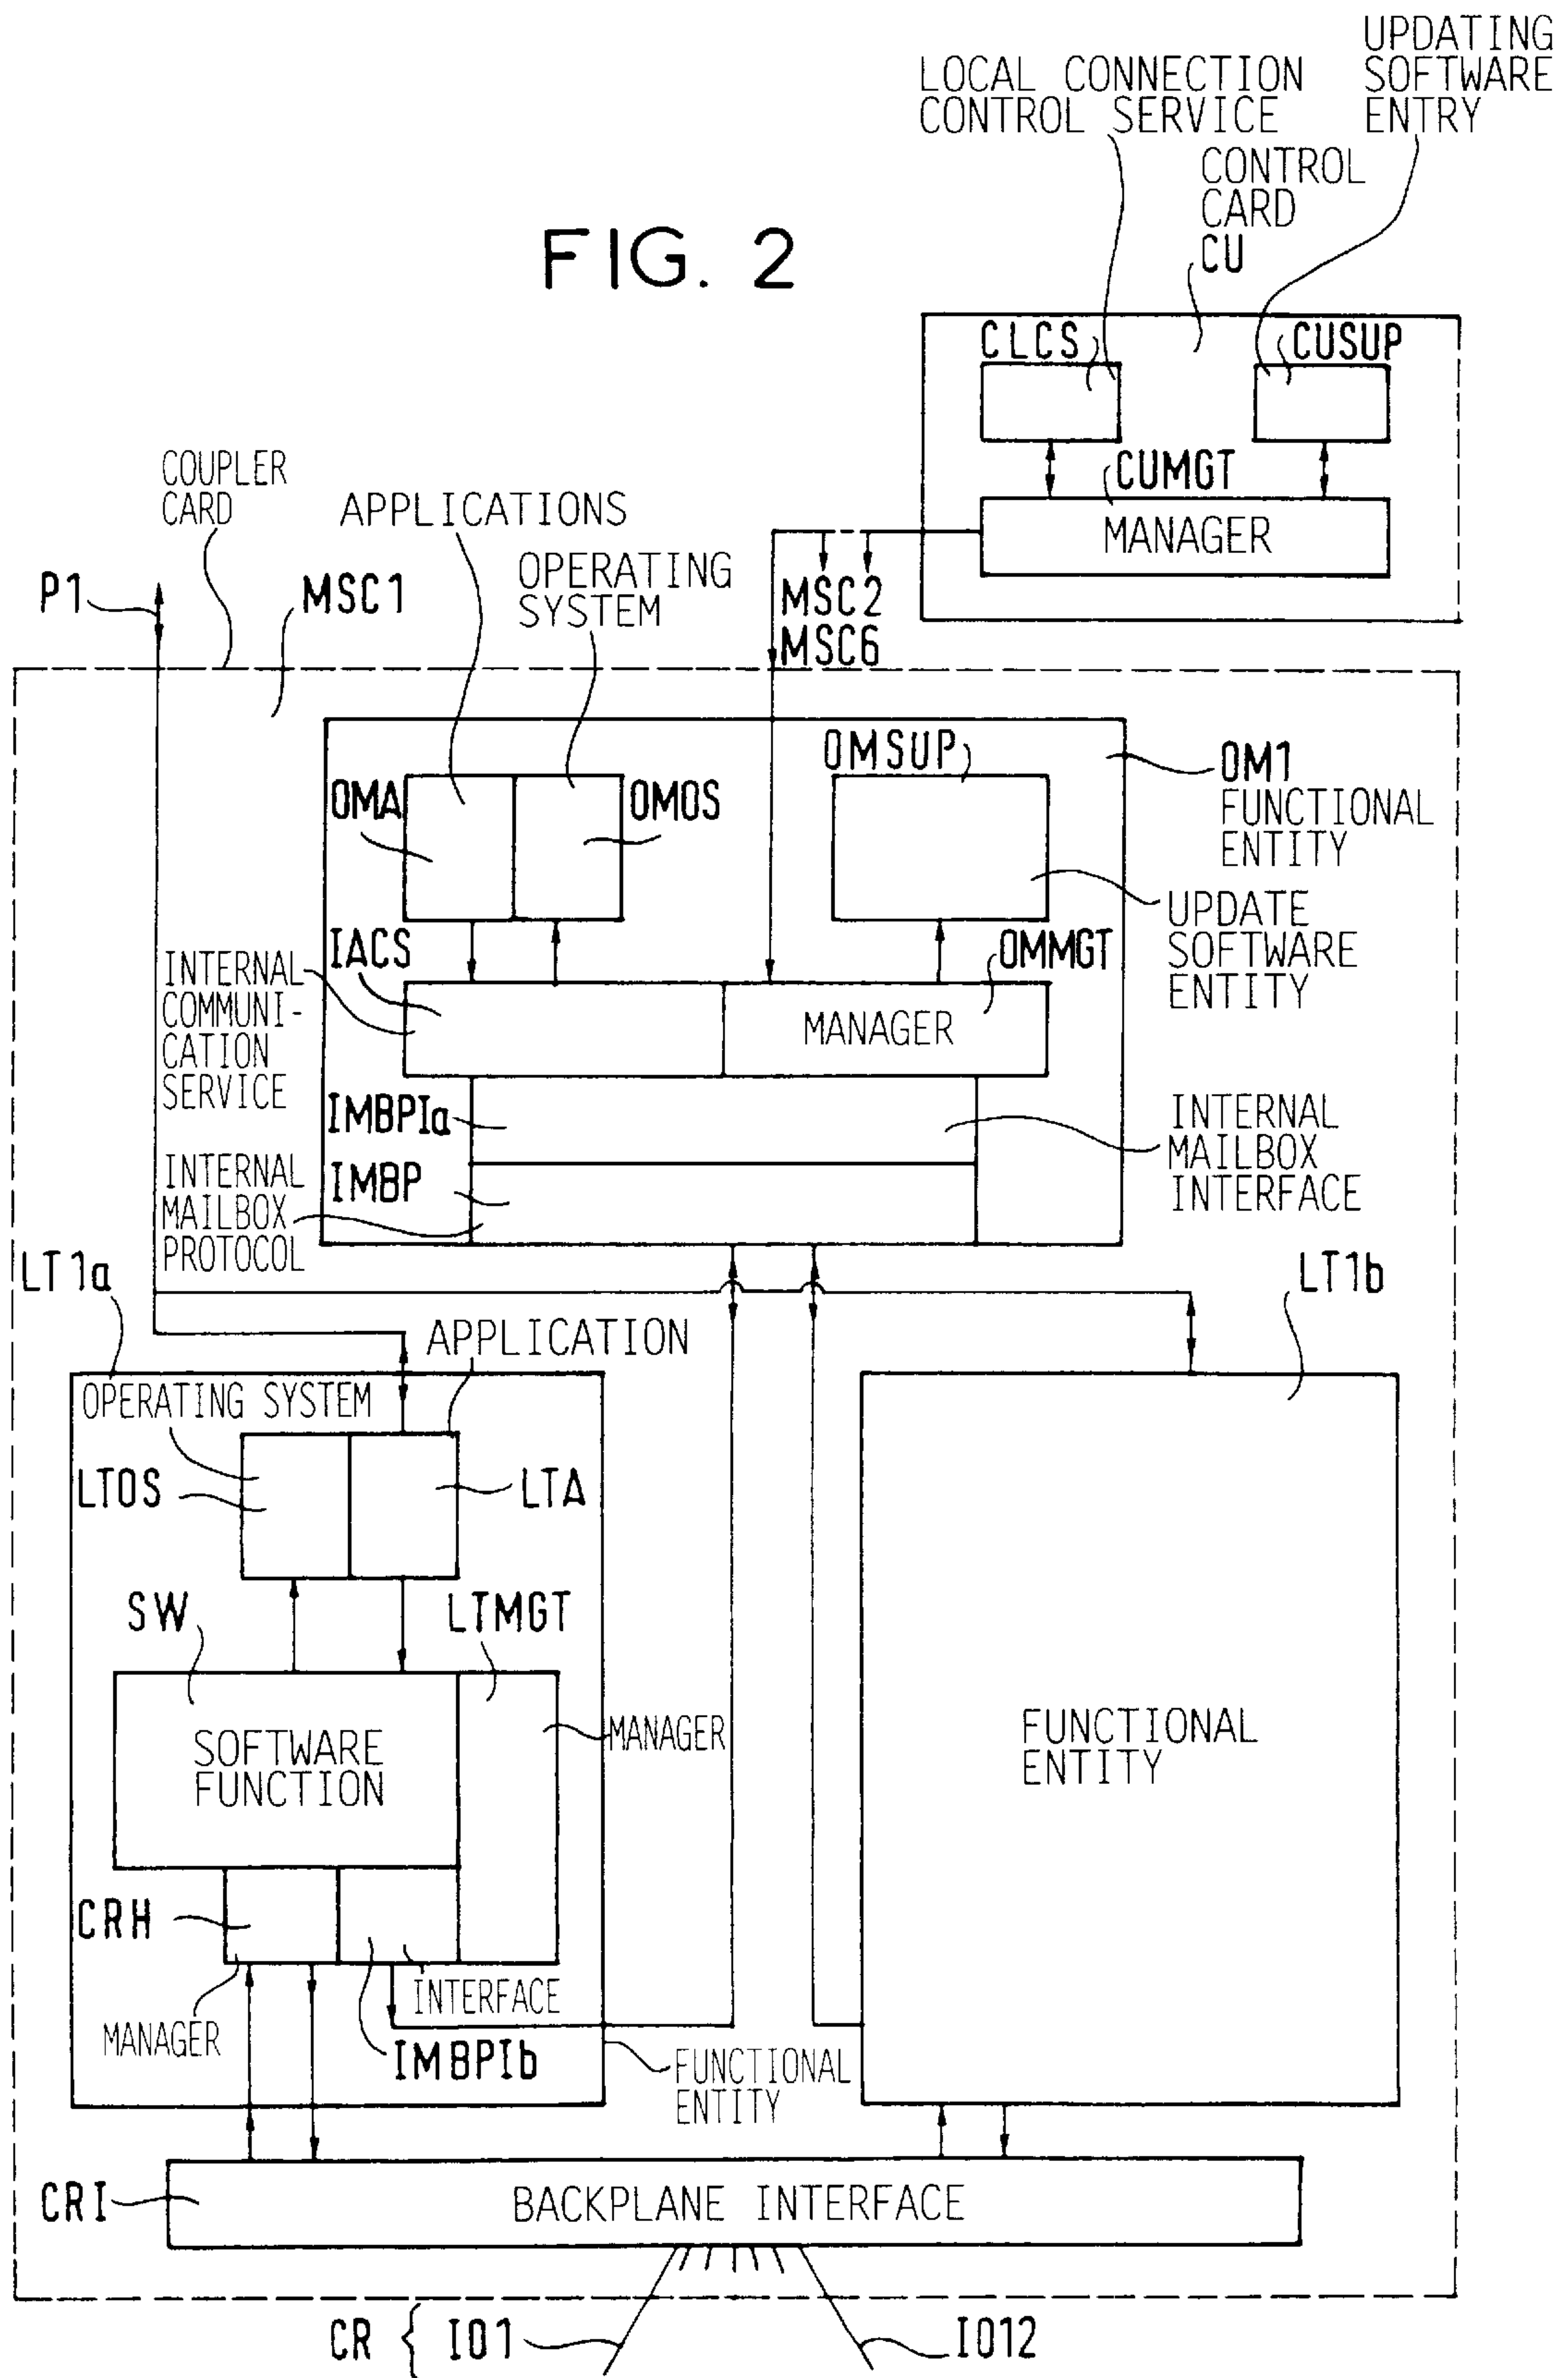 UPDATING
SOFTWARE
ENTRY
LOCAL CONNECTION
CONTROL SERVICE
CONTROL
CARD
CU
FIG. 2
CLCS
CUSUP
CUMGT
MANAGER
COUPLER
CARD
APPLICATIONS
OPERATING
SYSTEM
P1
MSC1
MSC2
MSC6
OMSUP
OM1
FUNCTIONAL
ENTITY
OMA
OMOS
UPDATE
SOFTWARE
ENTITY
IACS
OMMGT
INTERNAL
COMMUNI-
CATION
SERVICE
MANAGER
IMBPIa
INTERNAL
MAILBOX
INTERFACE
INTERNAL
MAILBOX
PROTOCOL
IMBP
LT1a
LT1b
APPLICATION
OPERATING SYSTEM
LTOS
LTA
SW
LTMGT
MANAGER
SOFTWARE
FUNCTION
FUNCTIONAL
ENTITY
CRH
INTERFACE
MANAGER
IMBPIb
FUNCTIONAL
ENTITY
CRI
BACKPLANE INTERFACE
CR { IO1
IO12